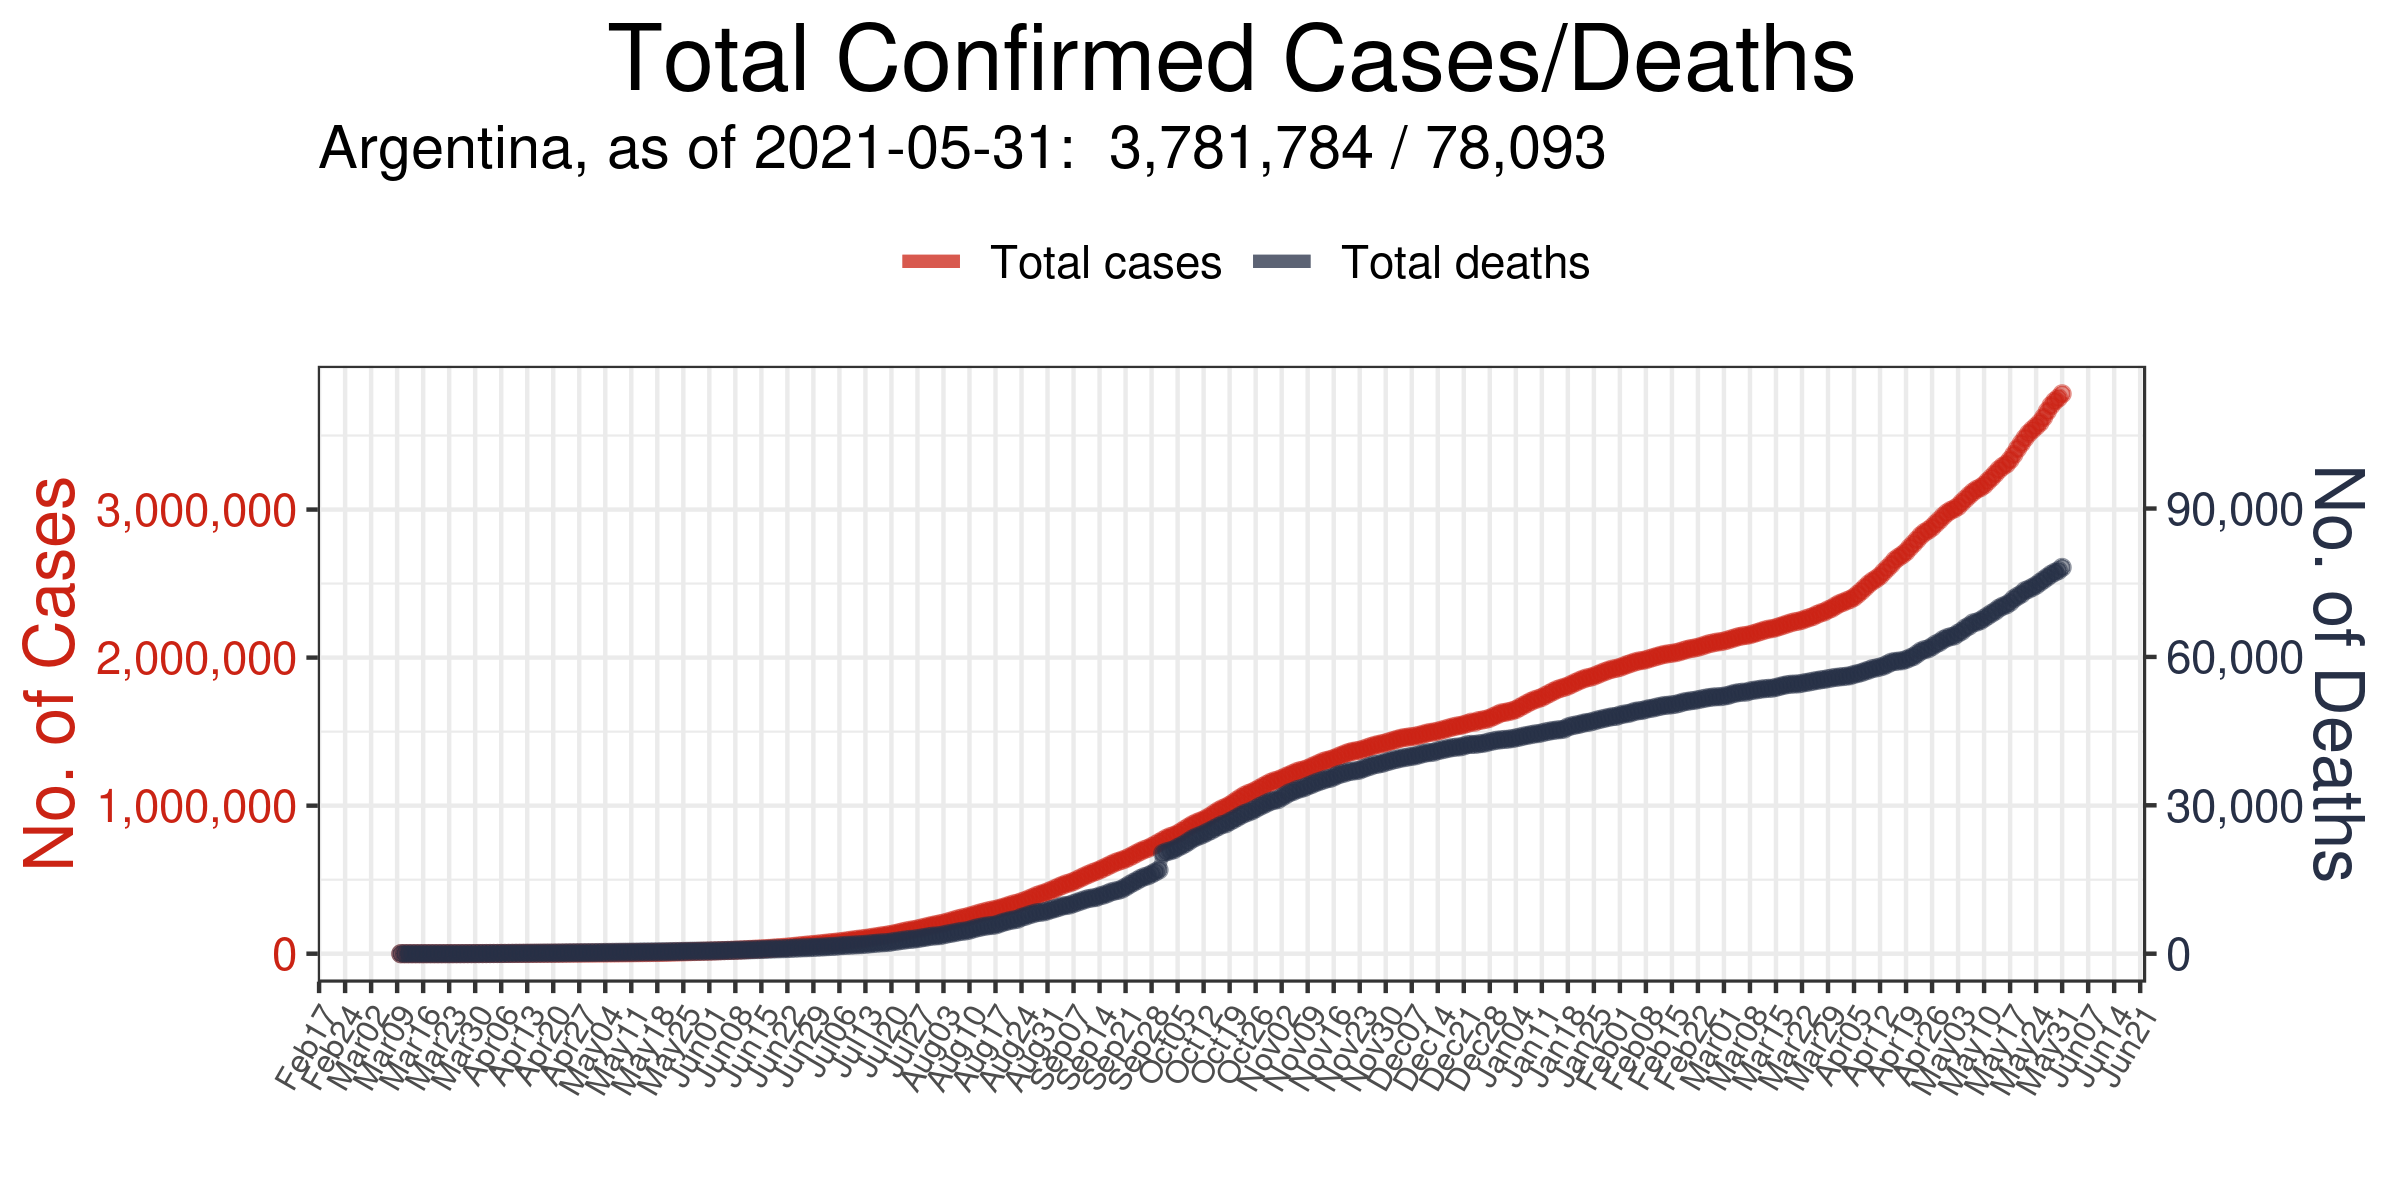 Total Confirmed Cases/Deaths
Argentina, as of 2021-05-31:  3,781,784 / 78,093
Total cases
Total deaths
No. of Cases
3,000,000
2,000,000
1,000,000
0
90,000
60,000
30,000
0
No. of Deaths
Feb17
Feb24
Mar02
Mar09
Mar16
Mar23
Mar30
Apr06
Apr13
Apr20
Apr27
May04
May11
May18
May25
Jun01
Jun08
Jun15
Jun22
Jun29
Jul06
Jul13
Jul20
Jul27
Aug03
Aug10
Aug17
Aug24
Aug31
Sep07
Sep14
Sep21
Sep28
Oct05
Oct12
Oct19
Oct26
Nov02
Nov09
Nov16
Nov23
Nov30
Dec07
Dec14
Dec21
Dec28
Jan04
Jan11
Jan18
Jan25
Feb01
Feb08
Feb15
Feb22
Mar01
Mar08
Mar15
Mar22
Mar29
Apr05
Apr12
Apr19
Apr26
May03
May10
May17
May24
May31
Jun07
Jun14
Jun21